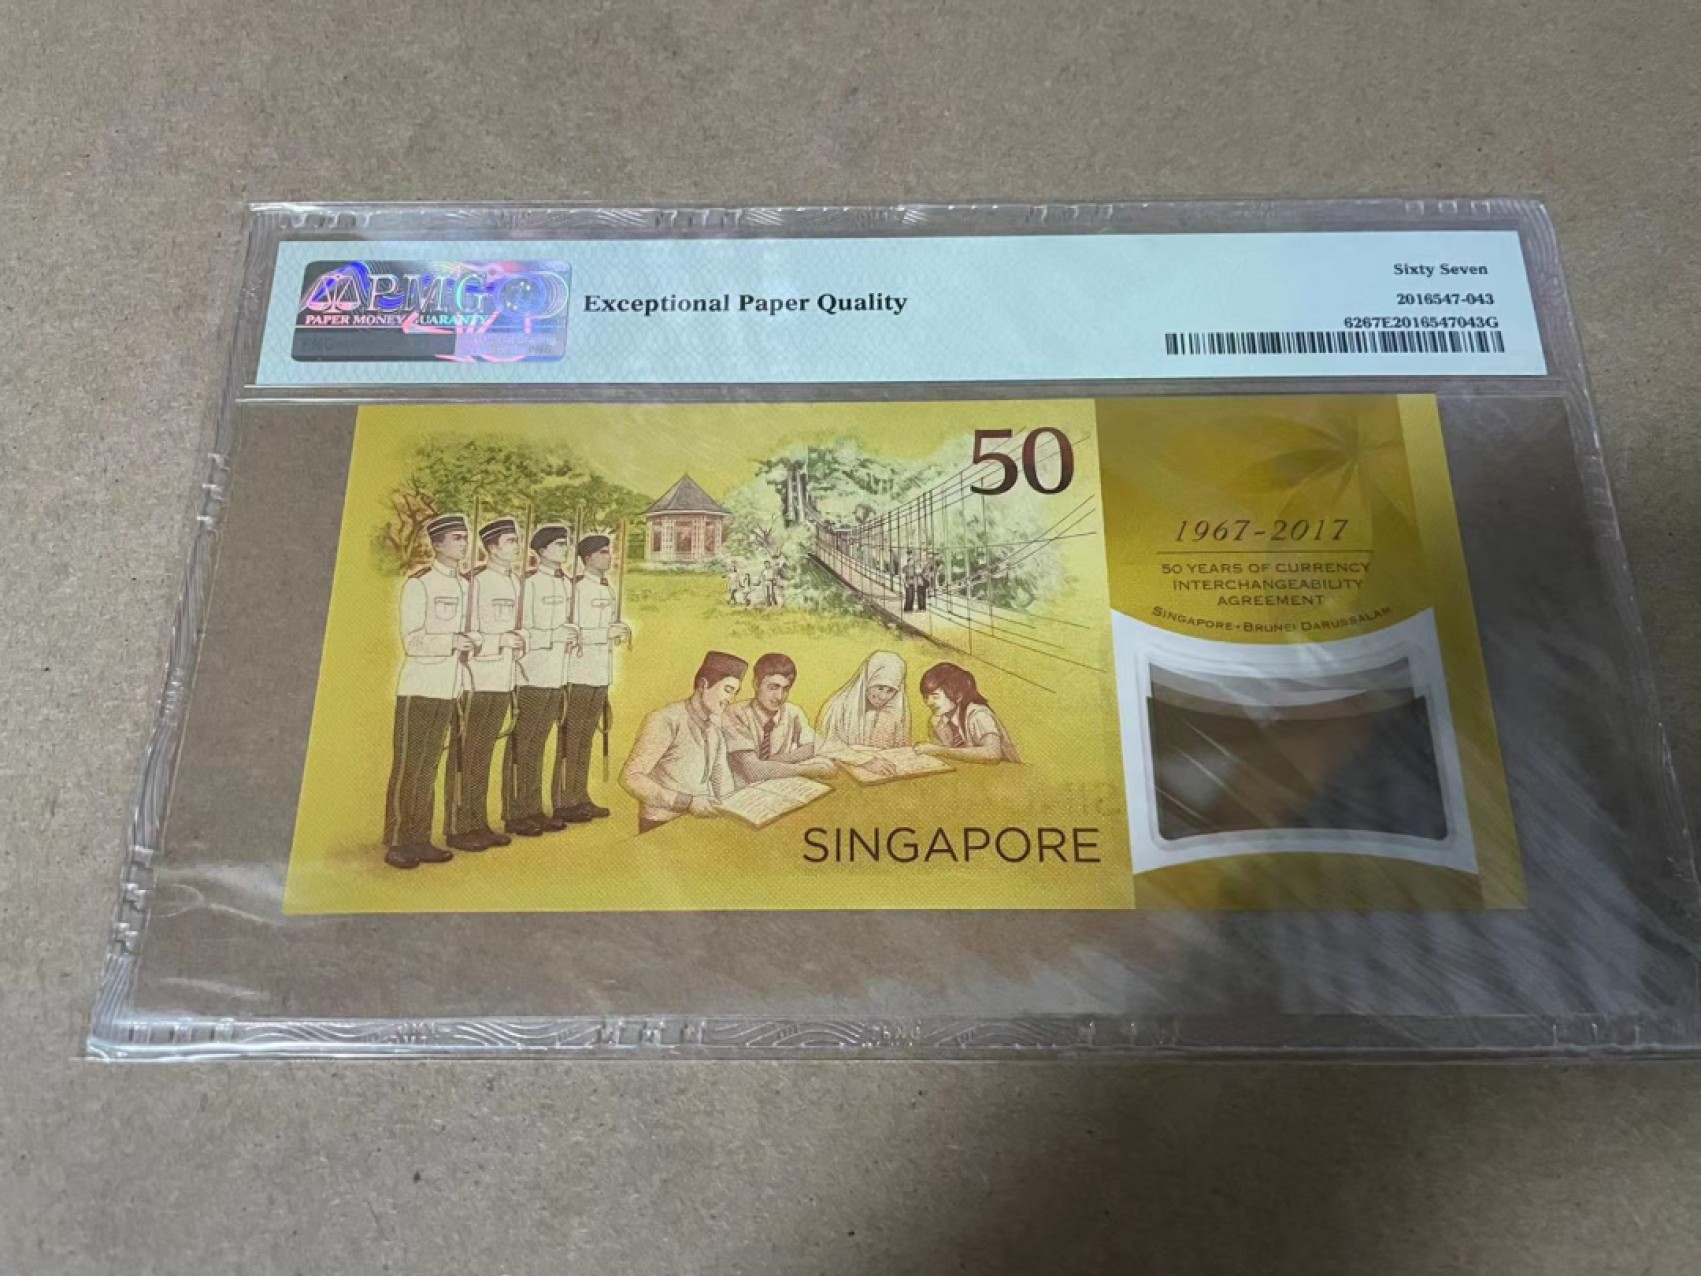 PMG
PAPER MONEY GUARANTY
Exceptional Paper Quality
Sixty Seven
2016547-043
6267E2016547043G
50
1967-2017
50 YEARS OF CURRENCY
INTERCHANGEABILITY
AGREEMENT
SINGAPORE • BRUNEI DARUSSALAM
SINGAPORE